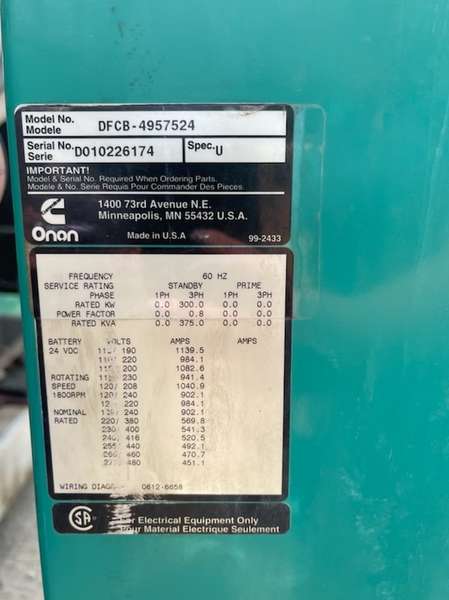 Model No. DFCB-4957524
Modele
Serial No. D010226174 Spec. U
Serie
IMPORTANT!
Model & Serial No. Required When Ordering Parts.
Modele & No. Serie Requis Pour Commander Des Pieces.
1400 73rd Avenue N.E.
Minneapolis, MN 55432 U.S.A.
Onan Made in U.S.A 99-2433
FREQUENCY 60 HZ
SERVICE RATING STANDBY PRIME
PHASE 1PH 3PH 1PH 3PH
RATED KW 0.0 300.0 0.0 0.0
POWER FACTOR 0.0 0.8 0.0 0.0
RATED KVA 0.0 375.0 0.0 0.0
BATTERY VOLTS AMPS AMPS
24 VDC 190 1139.5
220 984.1
200 1082.6
ROTATING 230 941.4
SPEED 120/ 208 1040.9
1800RPM 120/ 240 902.1
220 984.1
NOMINAL 240 902.1
RATED 220/ 380 569.8
230/ 400 541.3
240/ 416 520.5
255/ 440 492.1
460 470.7
480 451.1
WIRING DIAG 0612-6658
CSA For Electrical Equipment Only
Pour Material Electrique Seulement